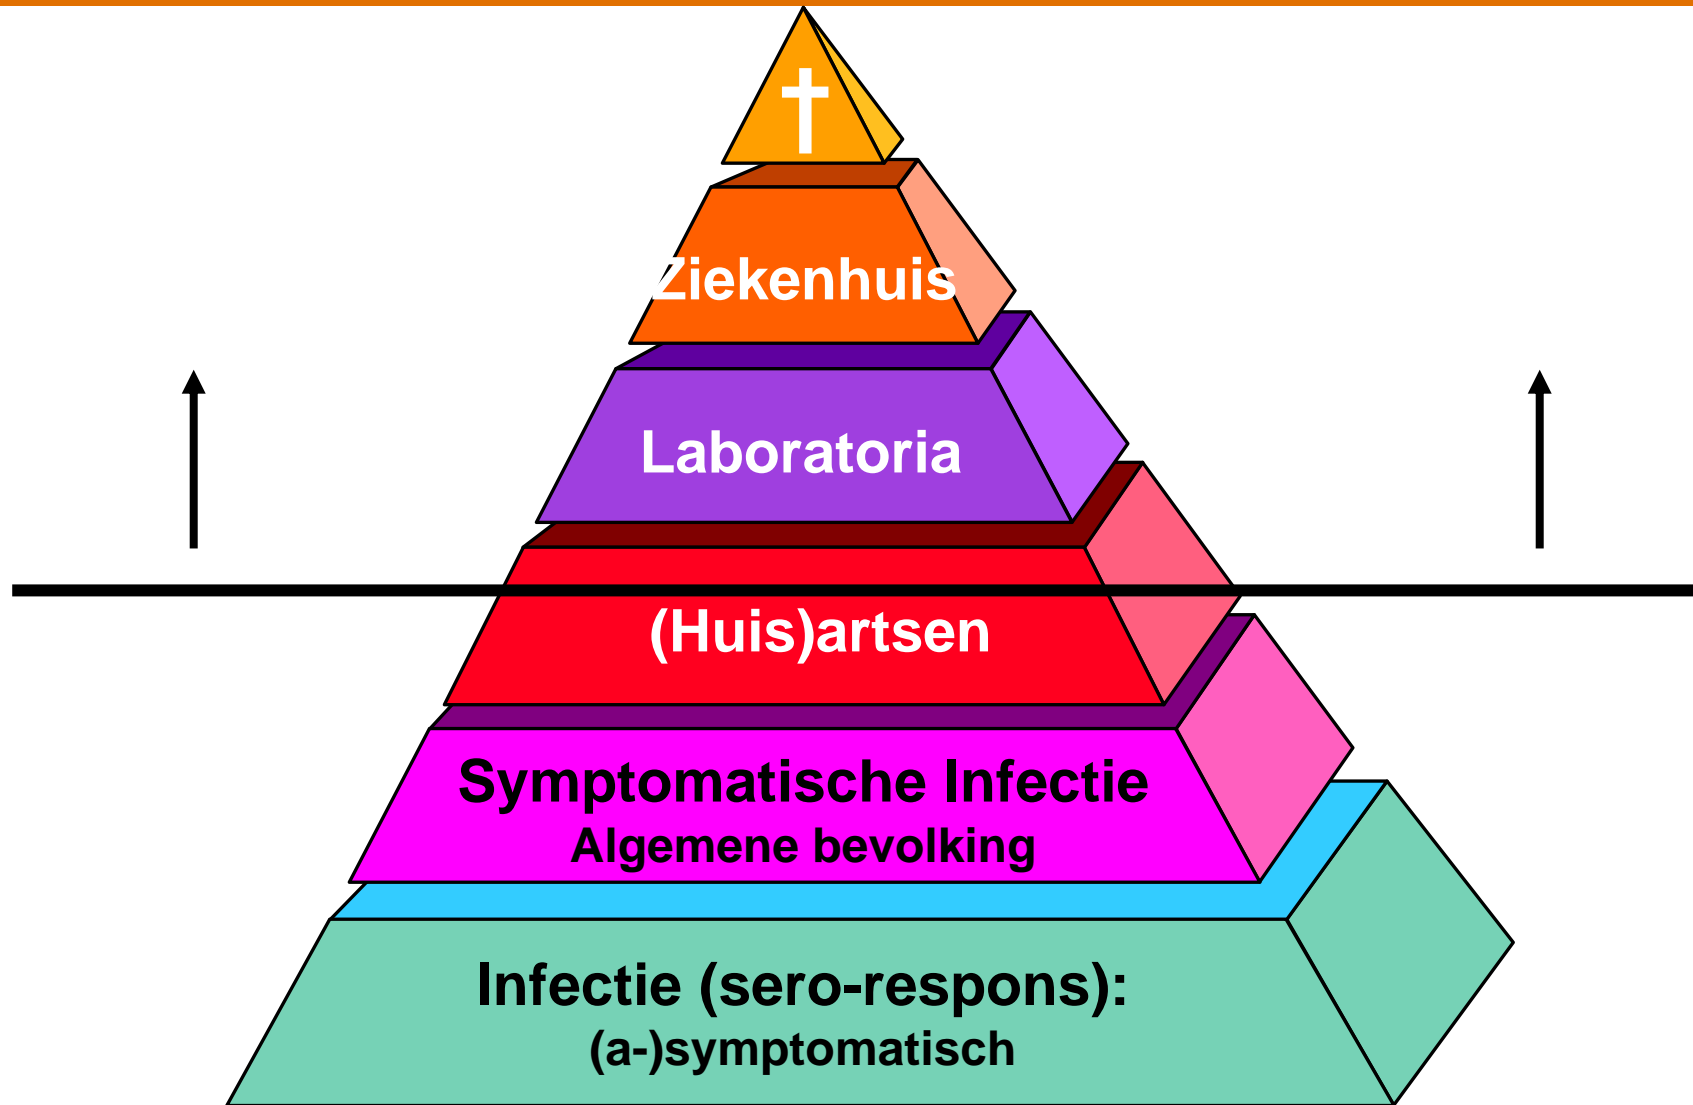 †
Ziekenhuis
Laboratoria
(Huis)artsen
Symptomatische Infectie
Algemene bevolking
Infectie (sero-respons):
(a-)symptomatisch